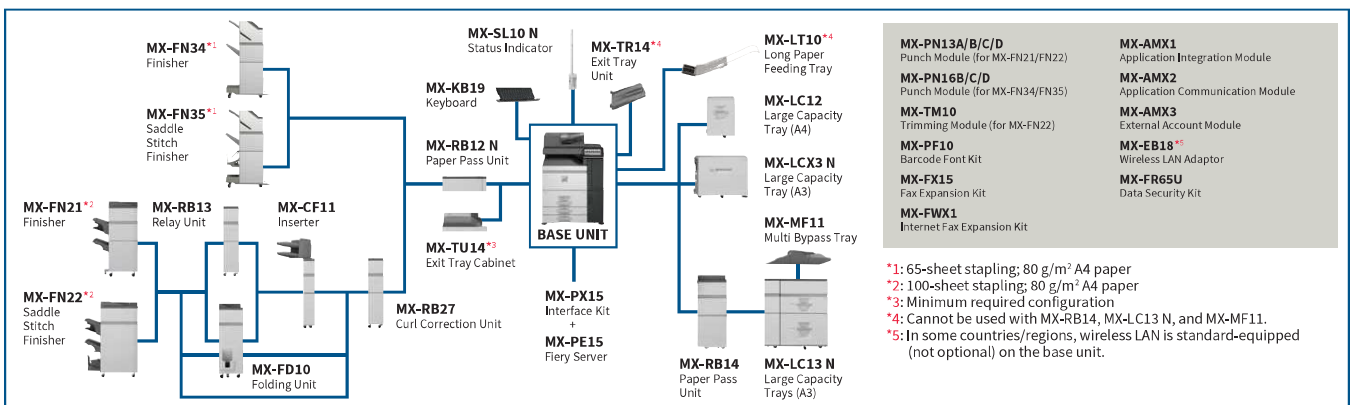 MX-FN34*1
Finisher
MX-FN35*1
Saddle
Stitch
Finisher
MX-FN21*2
Finisher
MX-RB13
Relay Unit
MX-CF11
Inserter
MX-FN22*2
Saddle
Stitch
Finisher
MX-FD10
Folding Unit
MX-RB27
Curl Correction Unit
MX-SL10 N
Status Indicator
MX-TR14*4
Exit Tray
Unit
MX-KB19
Keyboard
MX-RB12 N
Paper Pass Unit
MX-TU14*3
Exit Tray Cabinet
BASE UNIT
MX-PX15
Interface Kit
+
MX-PE15
Fiery Server
MX-LT10*4
Long Paper
Feeding Tray
MX-LC12
Large Capacity
Tray (A4)
MX-LCX3 N
Large Capacity
Tray (A3)
MX-MF11
Multi Bypass Tray
MX-RB14
Paper Pass
Unit
MX-LC13 N
Large Capacity
Trays (A3)
MX-PN13A/B/C/D
Punch Module (for MX-FN21/FN22)
MX-PN16B/C/D
Punch Module (for MX-FN34/FN35)
MX-TM10
Trimming Module (for MX-FN22)
MX-PF10
Barcode Font Kit
MX-FX15
Fax Expansion Kit
MX-FWX1
Internet Fax Expansion Kit
MX-AMX1
Application Integration Module
MX-AMX2
Application Communication Module
MX-AMX3
External Account Module
MX-EB18*5
Wireless LAN Adaptor
MX-FR65U
Data Security Kit
*1: 65-sheet stapling; 80 g/m² A4 paper
*2: 100-sheet stapling; 80 g/m² A4 paper
*3: Minimum required configuration
*4: Cannot be used with MX-RB14, MX-LC13 N, and MX-MF11.
*5: In some countries/regions, wireless LAN is standard-equipped
(not optional) on the base unit.